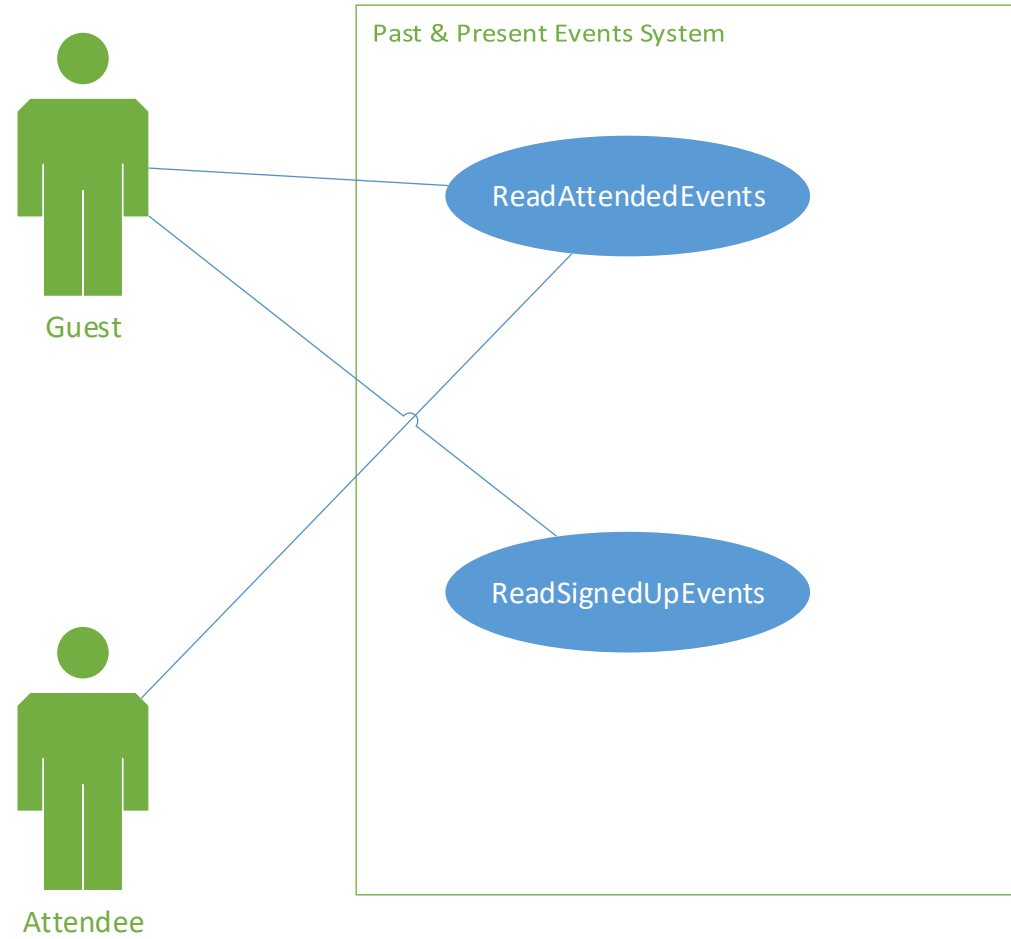 Past & Present Events System
ReadAttendedEvents
Guest
ReadSignedUpEvents
Attendee